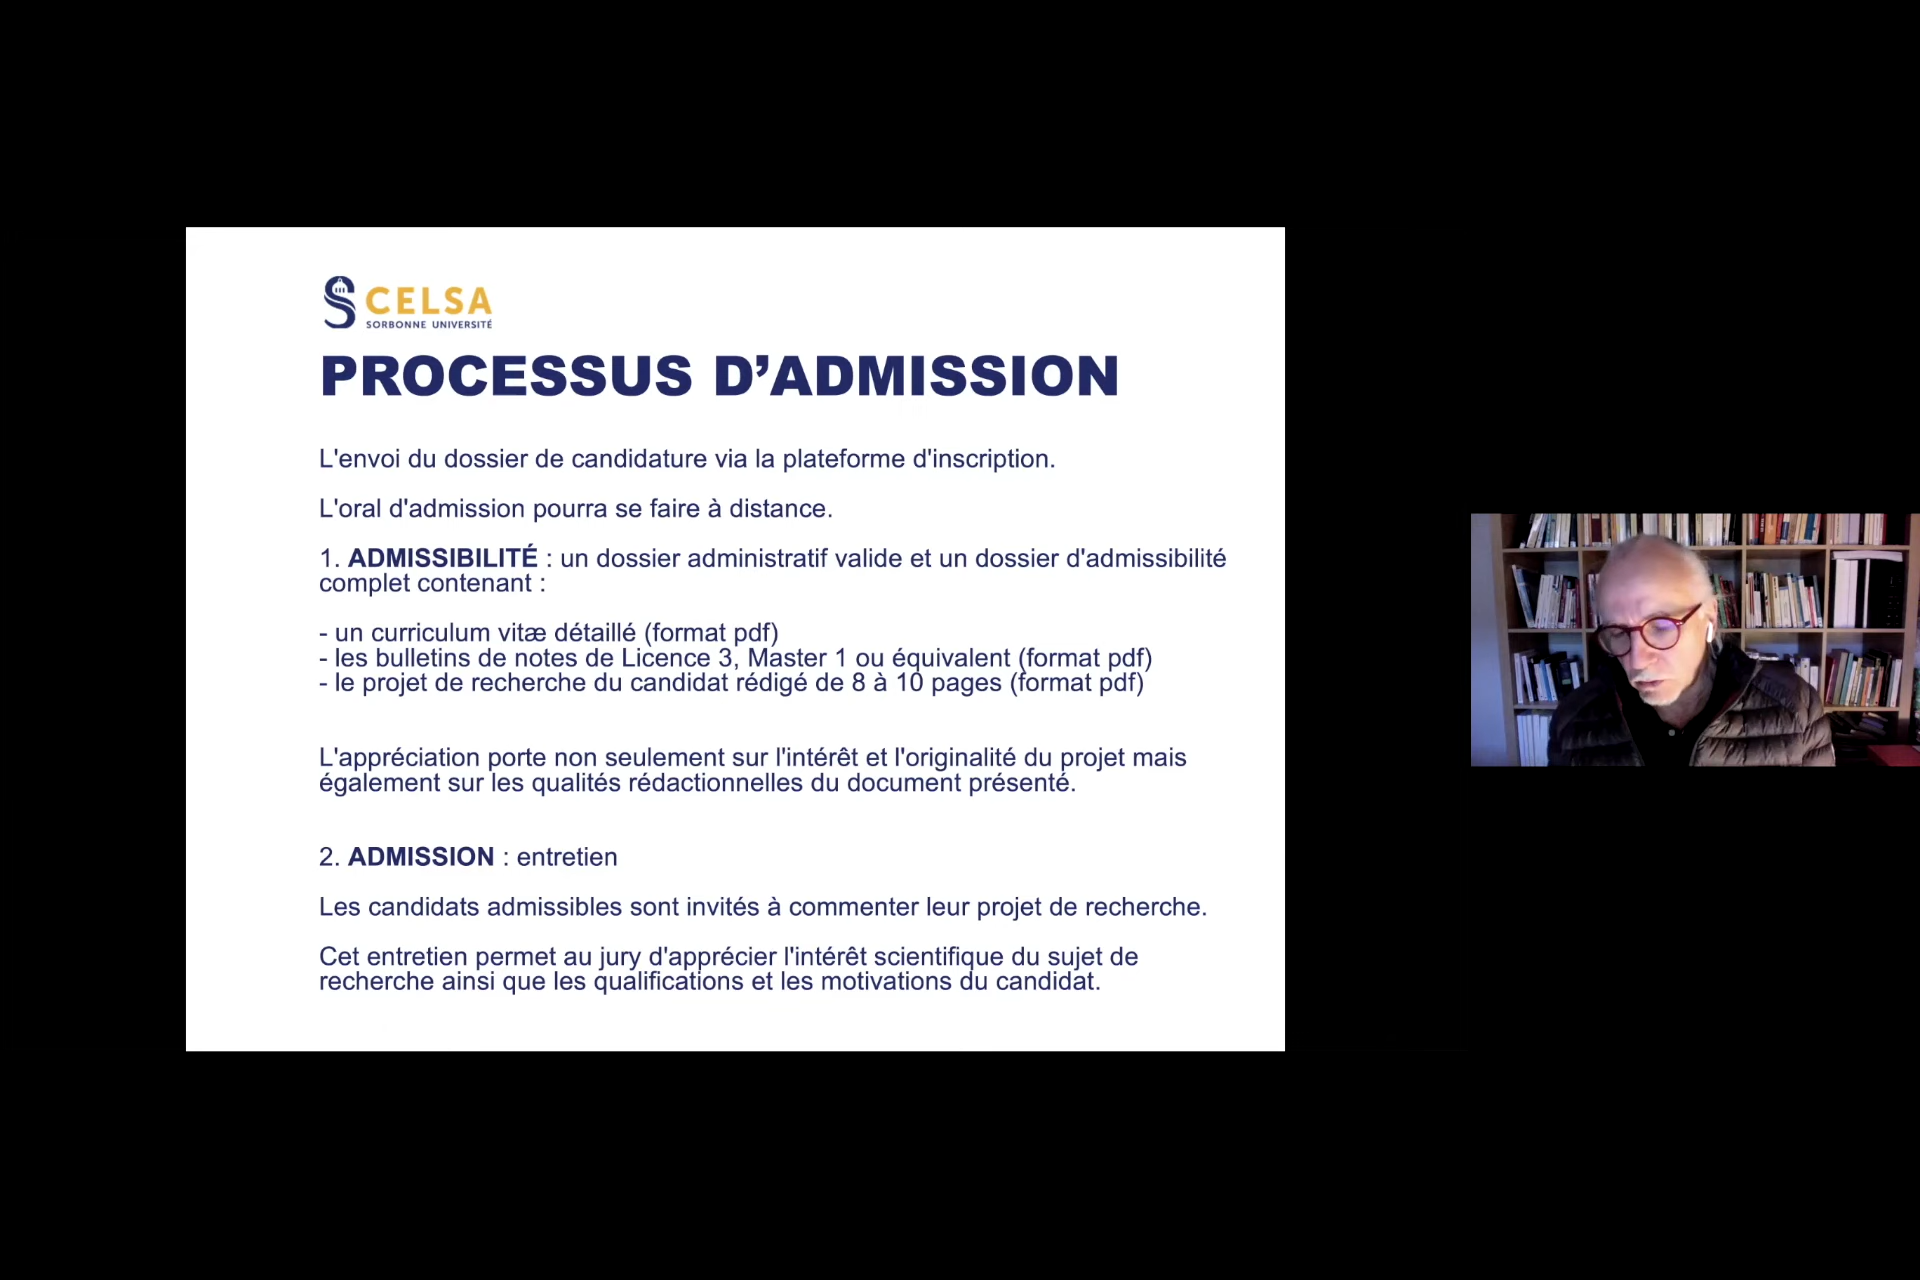 CELSA
SORBONNE UNIVERSITÉ
PROCESSUS D’ADMISSION
L'envoi du dossier de candidature via la plateforme d'inscription.
L'oral d'admission pourra se faire à distance.
1. ADMISSIBILITÉ : un dossier administratif valide et un dossier d'admissibilité
complet contenant :
- un curriculum vitæ détaillé (format pdf)
- les bulletins de notes de Licence 3, Master 1 ou équivalent (format pdf)
- le projet de recherche du candidat rédigé de 8 à 10 pages (format pdf)
L'appréciation porte non seulement sur l'intérêt et l'originalité du projet mais
également sur les qualités rédactionnelles du document présenté.
2. ADMISSION : entretien
Les candidats admissibles sont invités à commenter leur projet de recherche.
Cet entretien permet au jury d'apprécier l'intérêt scientifique du sujet de
recherche ainsi que les qualifications et les motivations du candidat.